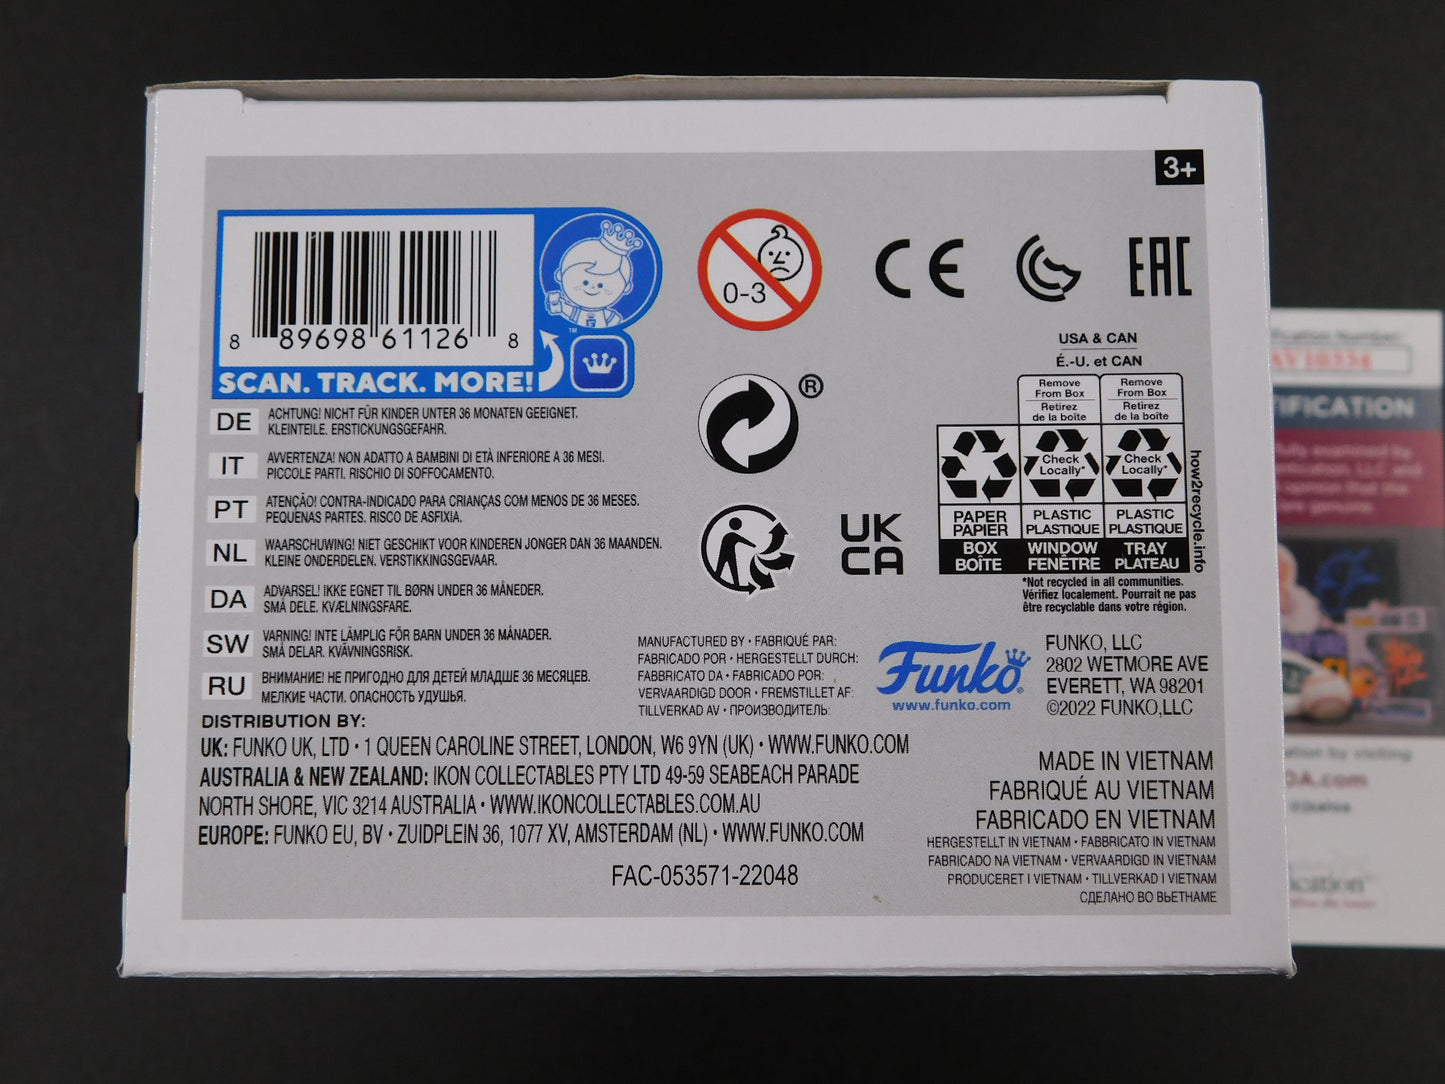 3+
8 89698 61126 8
SCAN. TRACK. MORE!
™
0-3
CE
EAC
®
UK
CA
USA & CAN
É.-U. et CAN
Remove From Box
Retirez de la boîte
Remove From Box
Retirez de la boîte
Check Locally*
Check Locally*
PAPER PAPIER
PLASTIC PLASTIQUE
PLASTIC PLASTIQUE
BOX BOÎTE
WINDOW FENÊTRE
TRAY PLATEAU
how2recycle.info
*Not recycled in all communities.
Vérifiez localement. Pourrait ne pas
être recyclable dans votre région.
DE ACHTUNG! NICHT FÜR KINDER UNTER 36 MONATEN GEEIGNET.
KLEINTEILE. ERSTICKUNGSGEFAHR.
IT AVVERTENZA! NON ADATTO A BAMBINI DI ETÀ INFERIORE A 36 MESI.
PICCOLE PARTI. RISCHIO DI SOFFOCAMENTO.
PT ATENÇÃO! CONTRA-INDICADO PARA CRIANÇAS COM MENOS DE 36 MESES.
PEQUENAS PARTES. RISCO DE ASFIXIA.
NL WAARSCHUWING! NIET GESCHIKT VOOR KINDEREN JONGER DAN 36 MAANDEN.
KLEINE ONDERDELEN. VERSTIKKINGSGEVAAR.
DA ADVARSEL! IKKE EGNET TIL BØRN UNDER 36 MÅNEDER.
SMÅ DELE. KVÆLNINGSFARE.
SW VARNING! INTE LÄMPLIG FÖR BARN UNDER 36 MÅNADER.
SMÅ DELAR. KVÄVNINGSRISK.
RU ВНИМАНИЕ! НЕ ПРИГОДНО ДЛЯ ДЕТЕЙ МЛАДШЕ 36 МЕСЯЦЕВ.
МЕЛКИЕ ЧАСТИ. ОПАСНОСТЬ УДУШЬЯ.
MANUFACTURED BY • FABRIQUÉ PAR:
FABRICADO POR • HERGESTELLT DURCH:
FABBRICATO DA • FABRICADO POR:
VERVAARDIGD DOOR • FREMSTILLET AF:
TILLVERKAD AV • ПРОИЗВОДИТЕЛЬ:
Funko®
www.funko.com
FUNKO, LLC
2802 WETMORE AVE
EVERETT, WA 98201
©2022 FUNKO,LLC
DISTRIBUTION BY:
UK: FUNKO UK, LTD • 1 QUEEN CAROLINE STREET, LONDON, W6 9YN (UK) • WWW.FUNKO.COM
AUSTRALIA & NEW ZEALAND: IKON COLLECTABLES PTY LTD 49-59 SEABEACH PARADE
NORTH SHORE, VIC 3214 AUSTRALIA • WWW.IKONCOLLECTABLES.COM.AU
EUROPE: FUNKO EU, BV • ZUIDPLEIN 36, 1077 XV, AMSTERDAM (NL) • WWW.FUNKO.COM
FAC-053571-22048
MADE IN VIETNAM
FABRIQUÉ AU VIETNAM
FABRICADO EN VIETNAM
HERGESTELLT IN VIETNAM • FABBRICATO IN VIETNAM
FABRICADO NA VIETNAM • VERVAARDIGD IN VIETNAM
PRODUCERET I VIETNAM • TILLVERKAD I VIETNAM
СДЕЛАНО ВО ВЬЕТНАМЕ